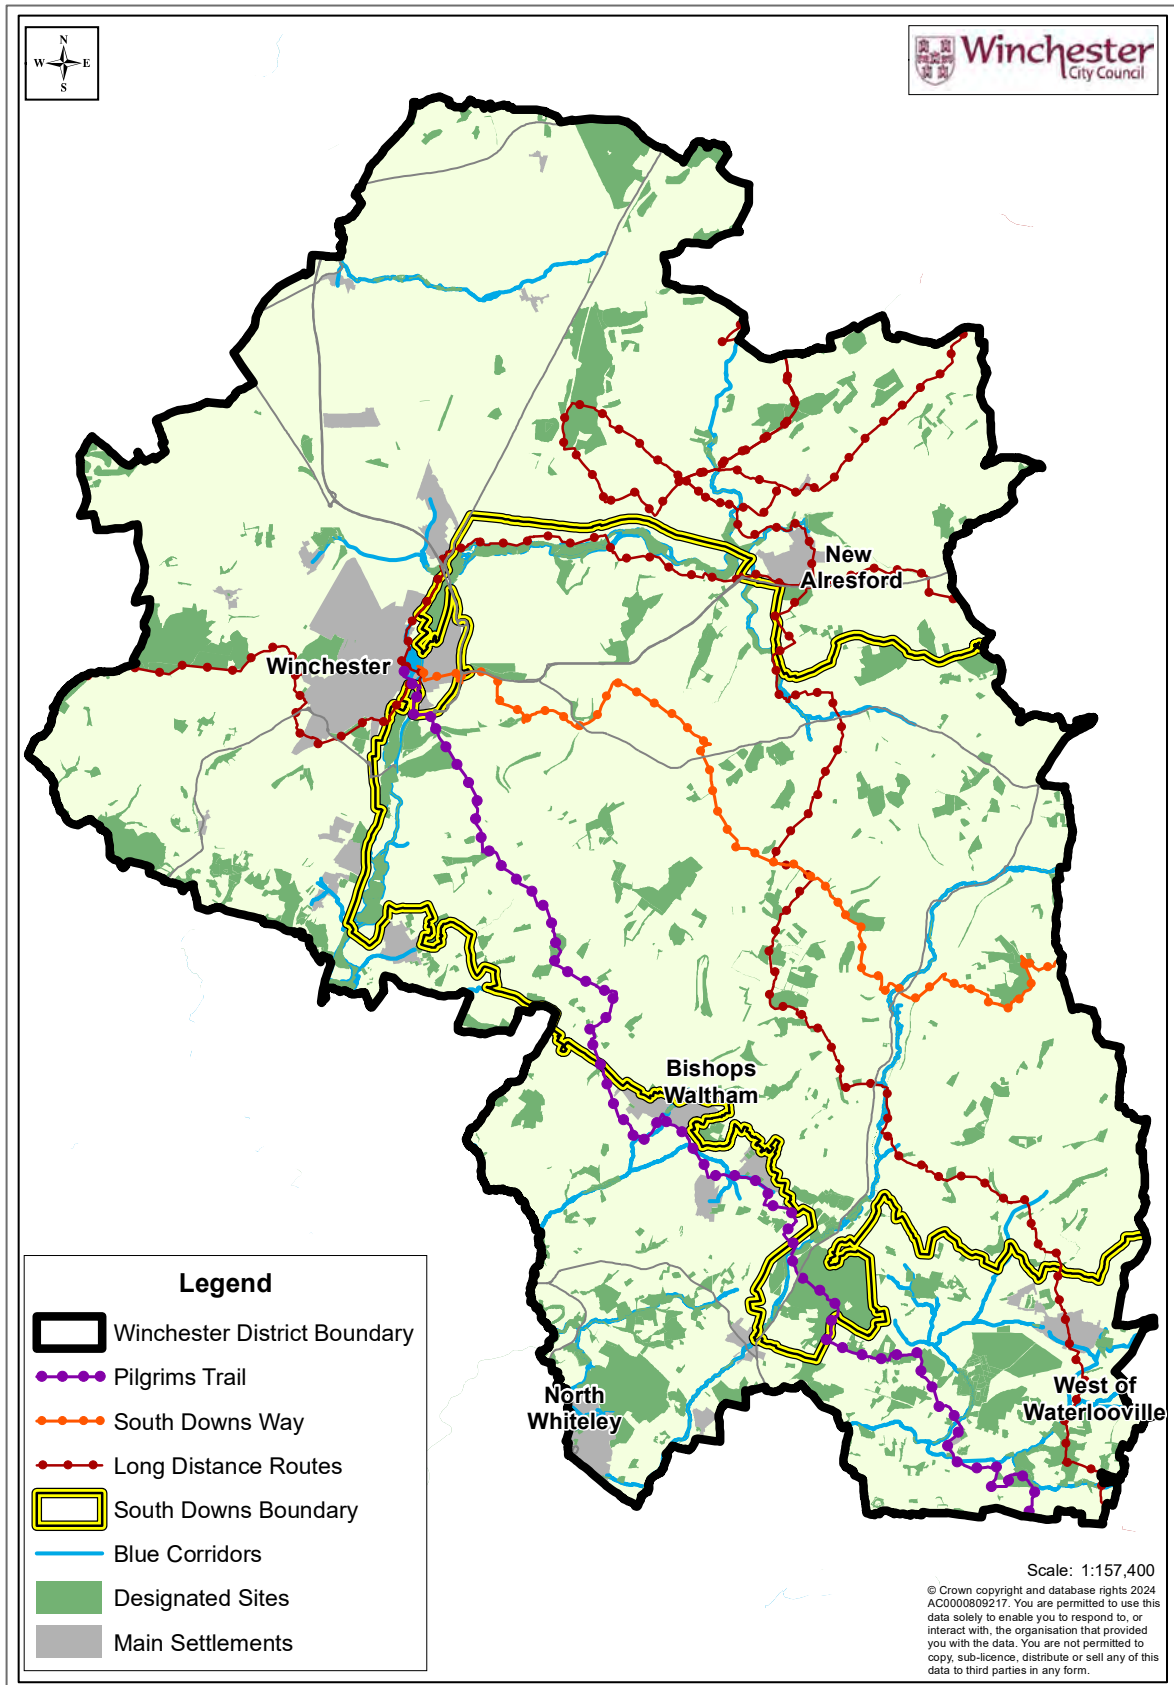 N
W E
S
Winchester
City Council
New
Alresford
Winchester
Bishops
Waltham
North
Whiteley
West of
Waterlooville
Legend
Winchester District Boundary
Pilgrims Trail
South Downs Way
Long Distance Routes
South Downs Boundary
Blue Corridors
Designated Sites
Main Settlements
Scale: 1:157,400
© Crown copyright and database rights 2024
AC0000809217. You are permitted to use this
data solely to enable you to respond to, or
interact with, the organisation that provided
you with the data. You are not permitted to
copy, sub-licence, distribute or sell any of this
data to third parties in any form.